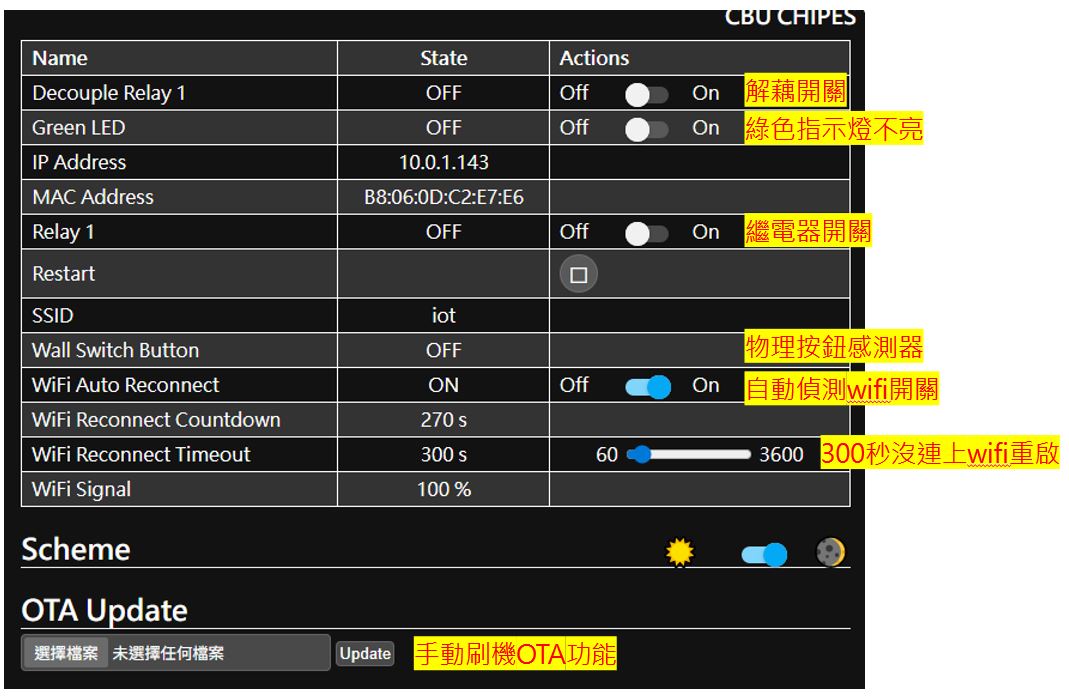 CBU CHIPES
Name State Actions
Decouple Relay 1 OFF Off On 解藕開關
Green LED OFF Off On 綠色指示燈不亮
IP Address 10.0.1.143
MAC Address B8:06:0D:C2:E7:E6
Relay 1 OFF Off On 繼電器開關
Restart
SSID iot
Wall Switch Button OFF 物理按鈕感測器
WiFi Auto Reconnect ON Off On 自動偵測wifi開關
WiFi Reconnect Countdown 270 s
WiFi Reconnect Timeout 300 s 60 3600 300秒沒連上wifi重啟
WiFi Signal 100 %
Scheme
OTA Update
選擇檔案 未選擇任何檔案 Update 手動刷機OTA功能